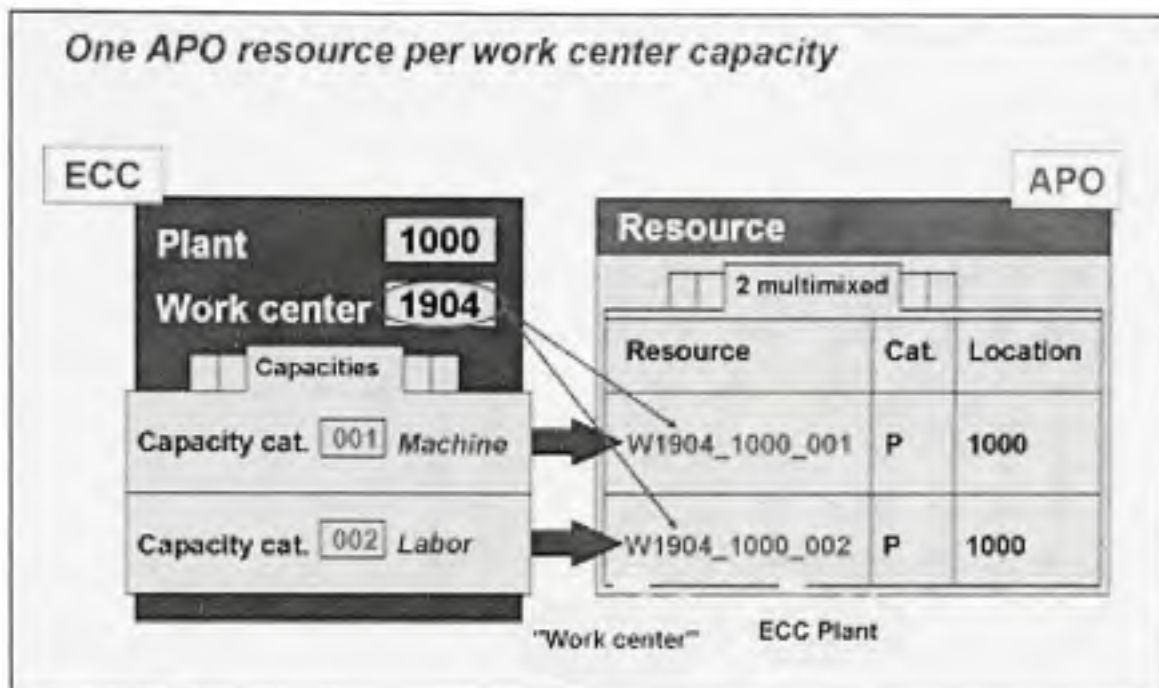 One APO resource per work center capacity
ECC
APO
Plant 1000
Work center 1904
Capacities
Capacity cat. 001 Machine
Capacity cat. 002 Labor
Resource
2 multimixed
Resource Cat. Location
W1904_1000_001 P 1000
W1904_1000_002 P 1000
"Work center"
ECC Plant